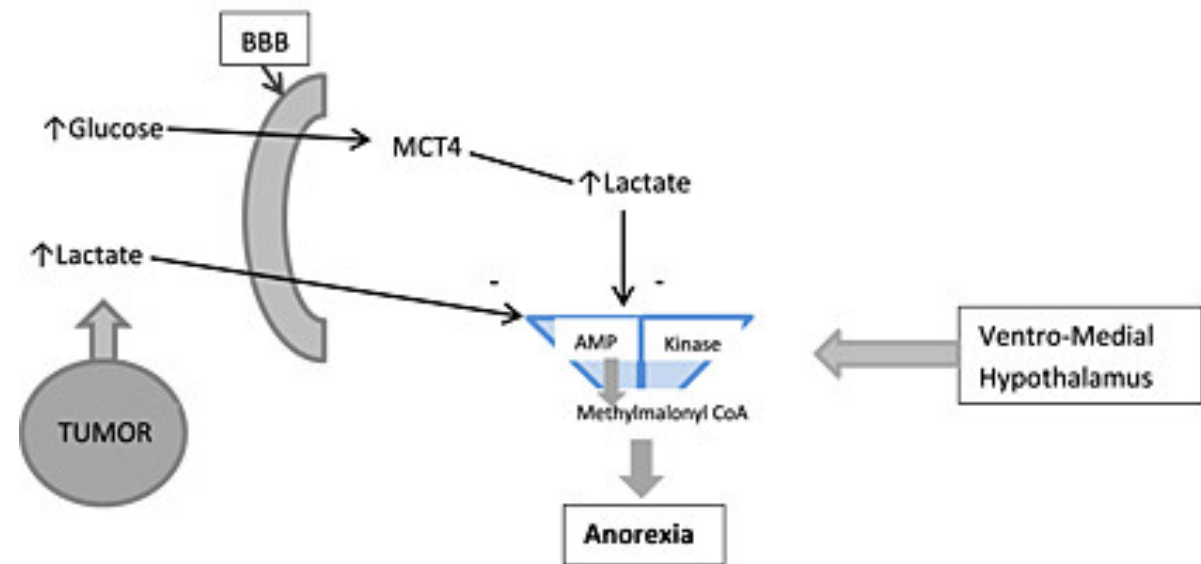 BBB
↑Glucose
MCT4
↑Lactate
↑Lactate
-
-
AMP
Kinase
Ventro-Medial
Hypothalamus
Methylmalonyl CoA
TUMOR
Anorexia